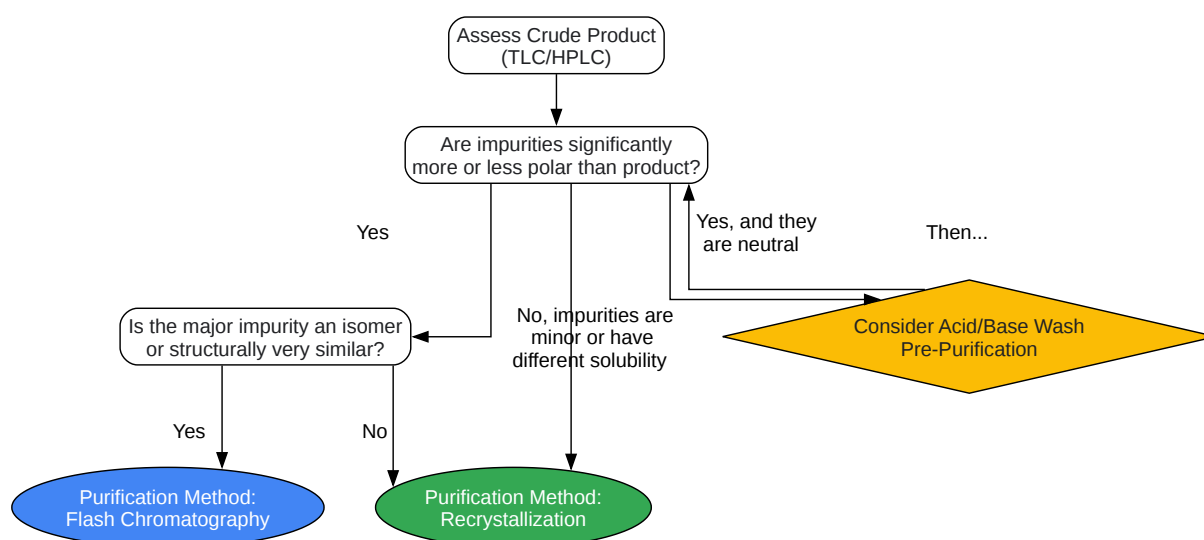 Assess Crude Product
(TLC/HPLC)
Are impurities significantly
more or less polar than product?
Yes
Yes, and they
are neutral
Then...
Is the major impurity an isomer
or structurally very similar?
No, impurities are
minor or have
different solubility
Consider Acid/Base Wash
Pre-Purification
Yes
No
Purification Method:
Flash Chromatography
Purification Method:
Recrystallization